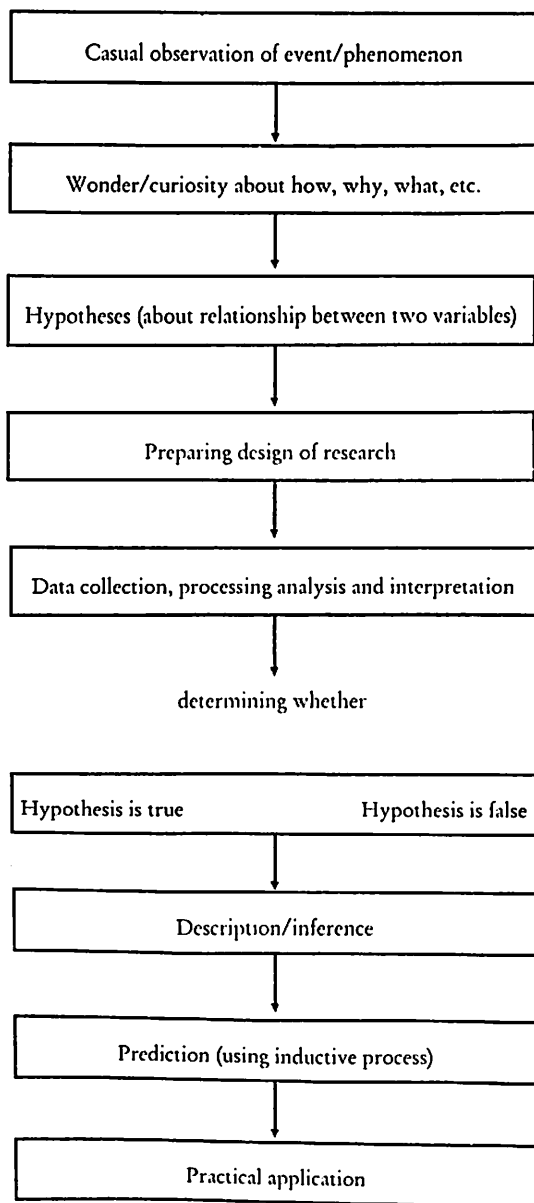 Casual observation of event/phenomenon
Wonder/curiosity about how, why, what, etc.
Hypotheses (about relationship between two variables)
Preparing design of research
Data collection, processing analysis and interpretation
determining whether
Hypothesis is true Hypothesis is false
Description/inference
Prediction (using inductive process)
Practical application